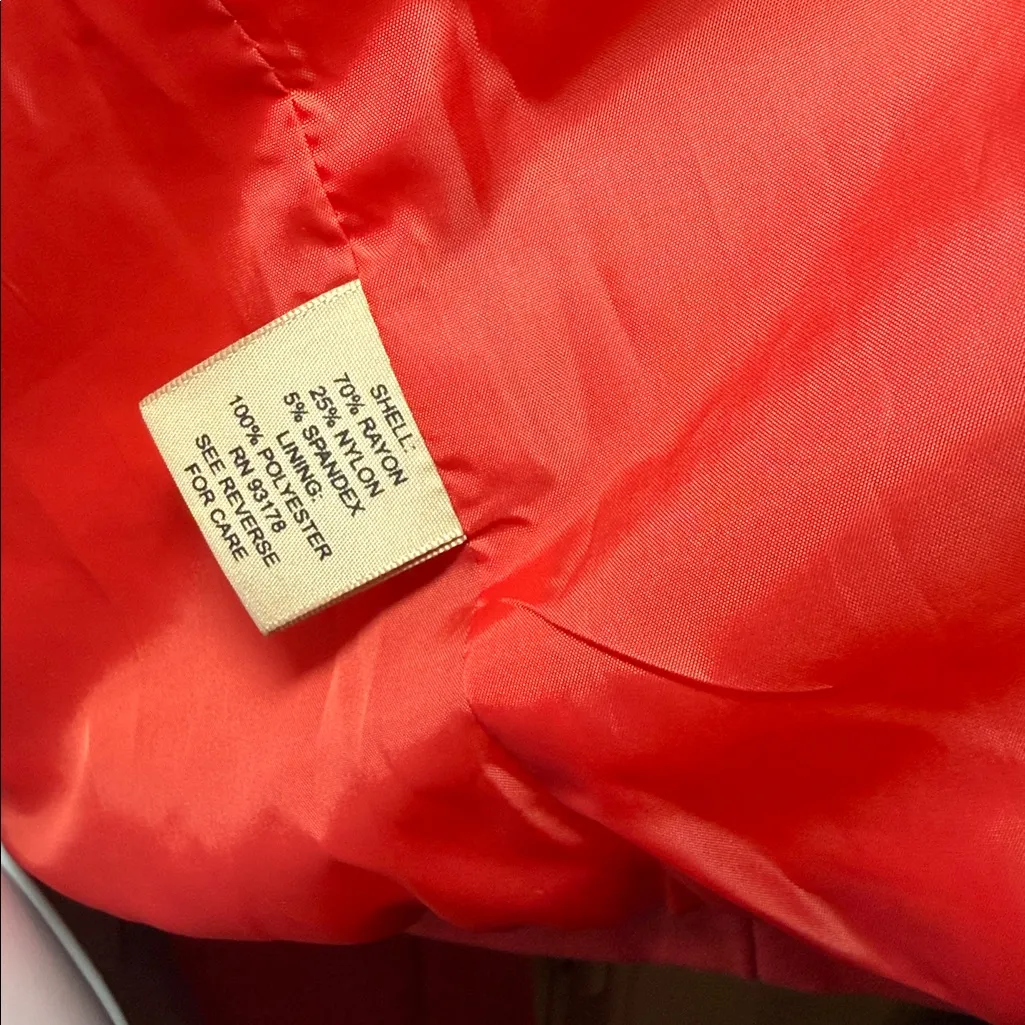 SHELL:
70% RAYON
25% NYLON
5% SPANDEX
LINING:
100% POLYESTER
RN 93178
SEE REVERSE
FOR CARE